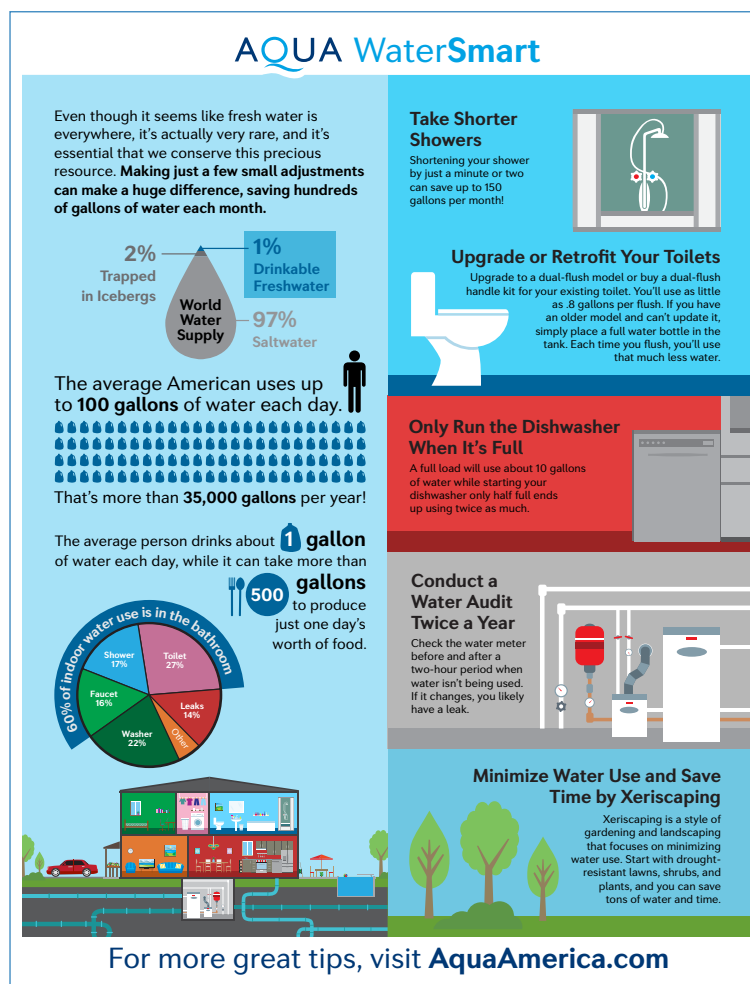 AQUA WaterSmart
Even though it seems like fresh water is
everywhere, it's actually very rare, and it's
essential that we conserve this precious
resource. Making just a few small adjustments
can make a huge difference, saving hundreds
of gallons of water each month.
2%
Trapped
in Icebergs
1%
Drinkable
Freshwater
World
Water
Supply
97%
Saltwater
The average American uses up
to 100 gallons of water each day.
That's more than 35,000 gallons per year!
The average person drinks about 1 gallon
of water each day, while it can take more than
500 gallons
to produce
just one day's
worth of food.
60% of indoor water use is in the bathroom
Shower
17%
Toilet
27%
Faucet
16%
Leaks
14%
Washer
22%
Other
Take Shorter
Showers
Shortening your shower
by just a minute or two
can save up to 150
gallons per month!
Upgrade or Retrofit Your Toilets
Upgrade to a dual-flush model or buy a dual-flush
handle kit for your existing toilet. You'll use as little
as .8 gallons per flush. If you have
an older model and can't update it,
simply place a full water bottle in the
tank. Each time you flush, you'll use
that much less water.
Only Run the Dishwasher
When It's Full
A full load will use about 10 gallons
of water while starting your
dishwasher only half full ends
up using twice as much.
Conduct a
Water Audit
Twice a Year
Check the water meter
before and after a
two-hour period when
water isn't being used.
If it changes, you likely
have a leak.
Minimize Water Use and Save
Time by Xeriscaping
Xeriscaping is a style of
gardening and landscaping
that focuses on minimizing
water use. Start with drought-
resistant lawns, shrubs, and
plants, and you can save
tons of water and time.
For more great tips, visit AquaAmerica.com